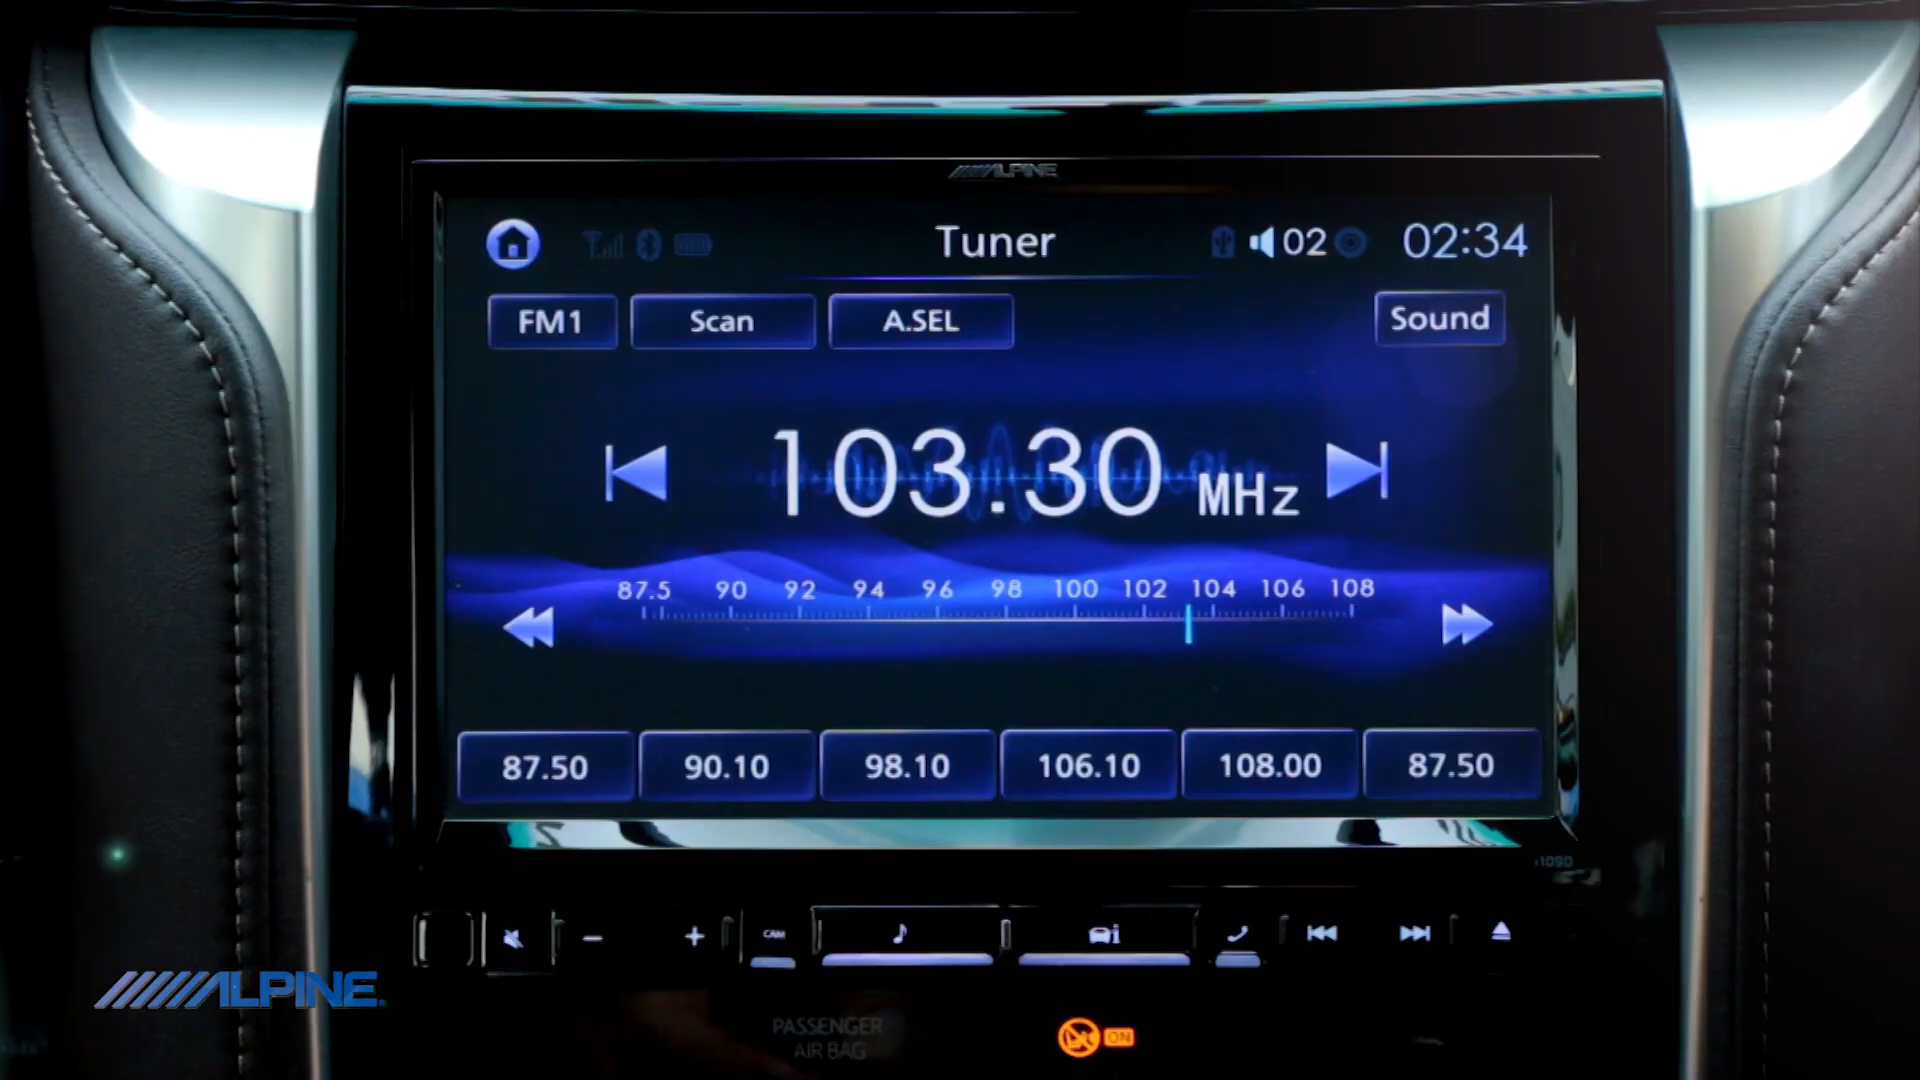 ALPINE
Tuner 02 02:34
FM1 Scan A.SEL Sound
103.30 MHz
87.5 90 92 94 96 98 100 102 104 106 108
87.50 90.10 98.10 106.10 108.00 87.50
CAM i
ALPINE
PASSENGER
AIR BAG
ON